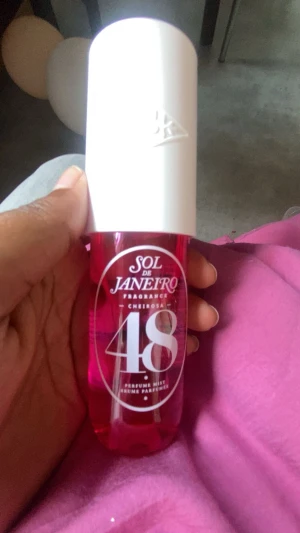 SOL
DE
JANEIRO
FRAGRANCE
CHEIROSA
48
PERFUME MIST
BRUME PARFUMÉE